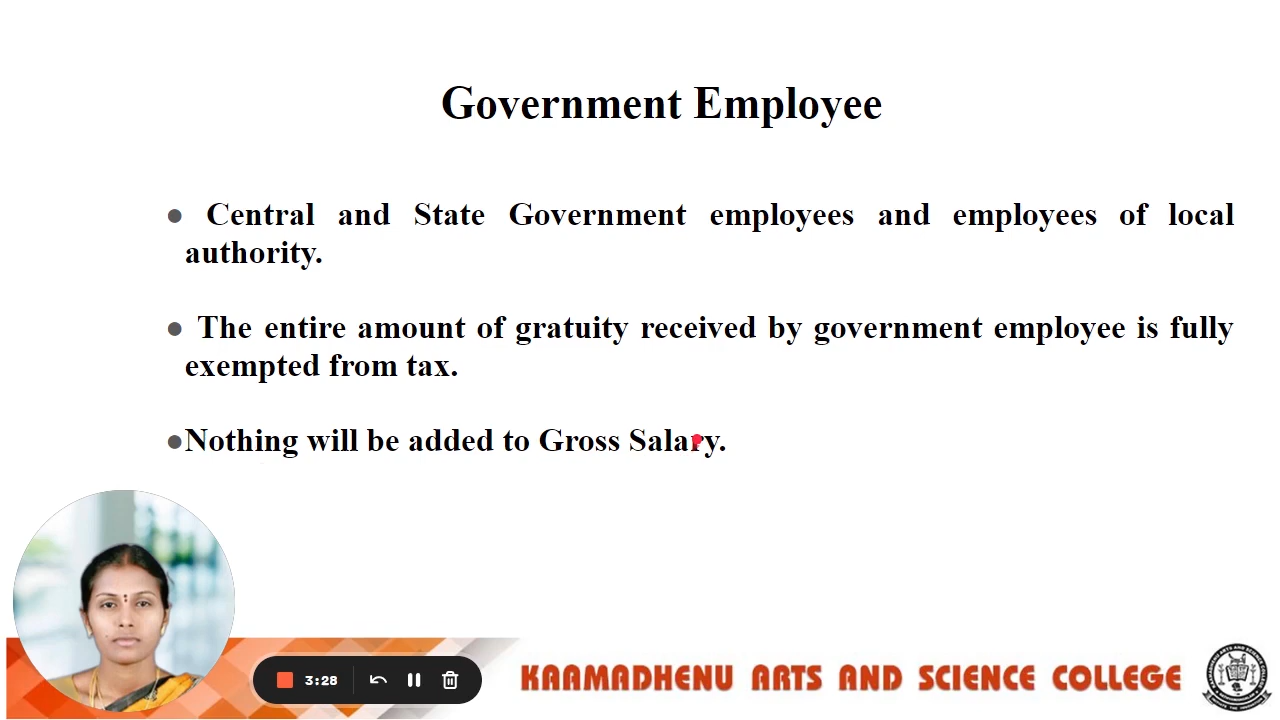 Government Employee
● Central and State Government employees and employees of local
authority.
● The entire amount of gratuity received by government employee is fully
exempted from tax.
●Nothing will be added to Gross Salary.
3:28
KAAMADHENU ARTS AND SCIENCE COLLEGE